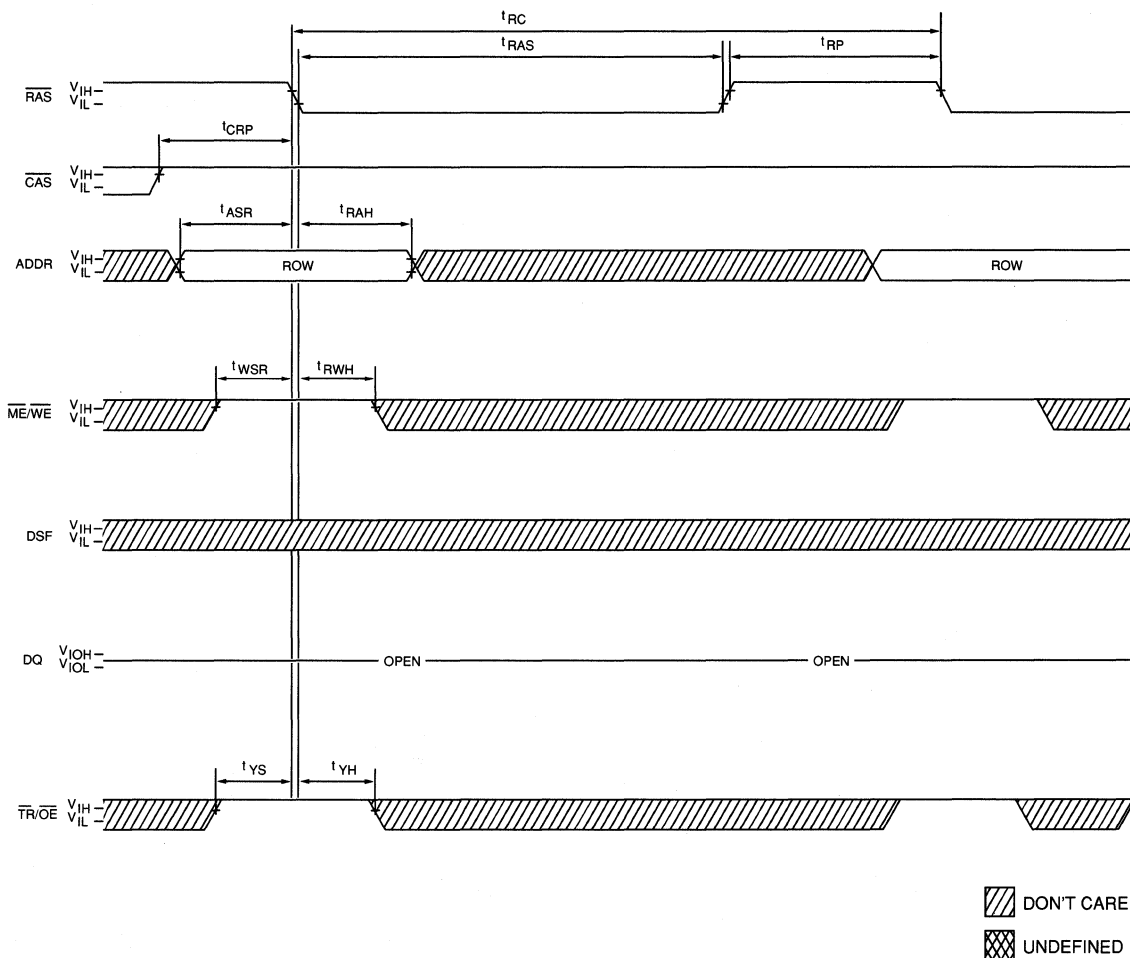 tRC
tRAS
tRP
RAS
VIH
VIL
tCRP
CAS
VIH
VIL
tASR
tRAH
ADDR
VIH
VIL
ROW
ROW
tWSR
tRWH
ME/WE
VIH
VIL
DSF
VIH
VIL
DQ
VIOH
VIOL
OPEN
OPEN
tYS
tYH
TR/OE
VIH
VIL
DON'T CARE
UNDEFINED